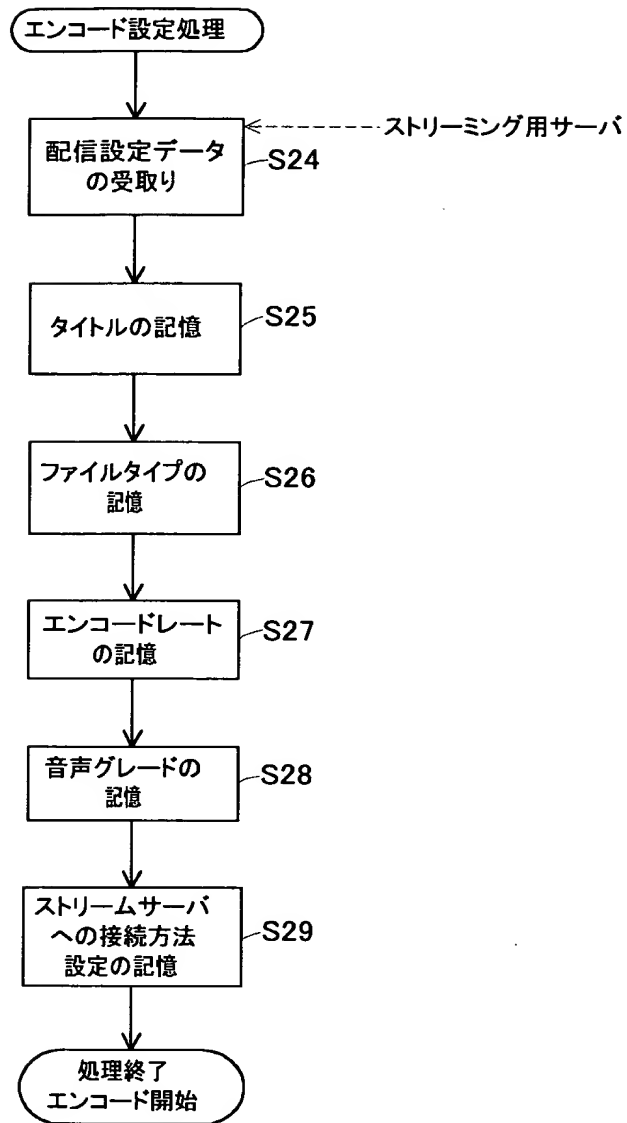 エンコード設定処理
ストリーミング用サーバ
配信設定データ
の受取り
S24
タイトルの記憶
S25
ファイルタイプの
記憶
S26
エンコードレート
の記憶
S27
音声グレードの
記憶
S28
ストリームサーバ
への接続方法
設定の記憶
S29
処理終了
エンコード開始